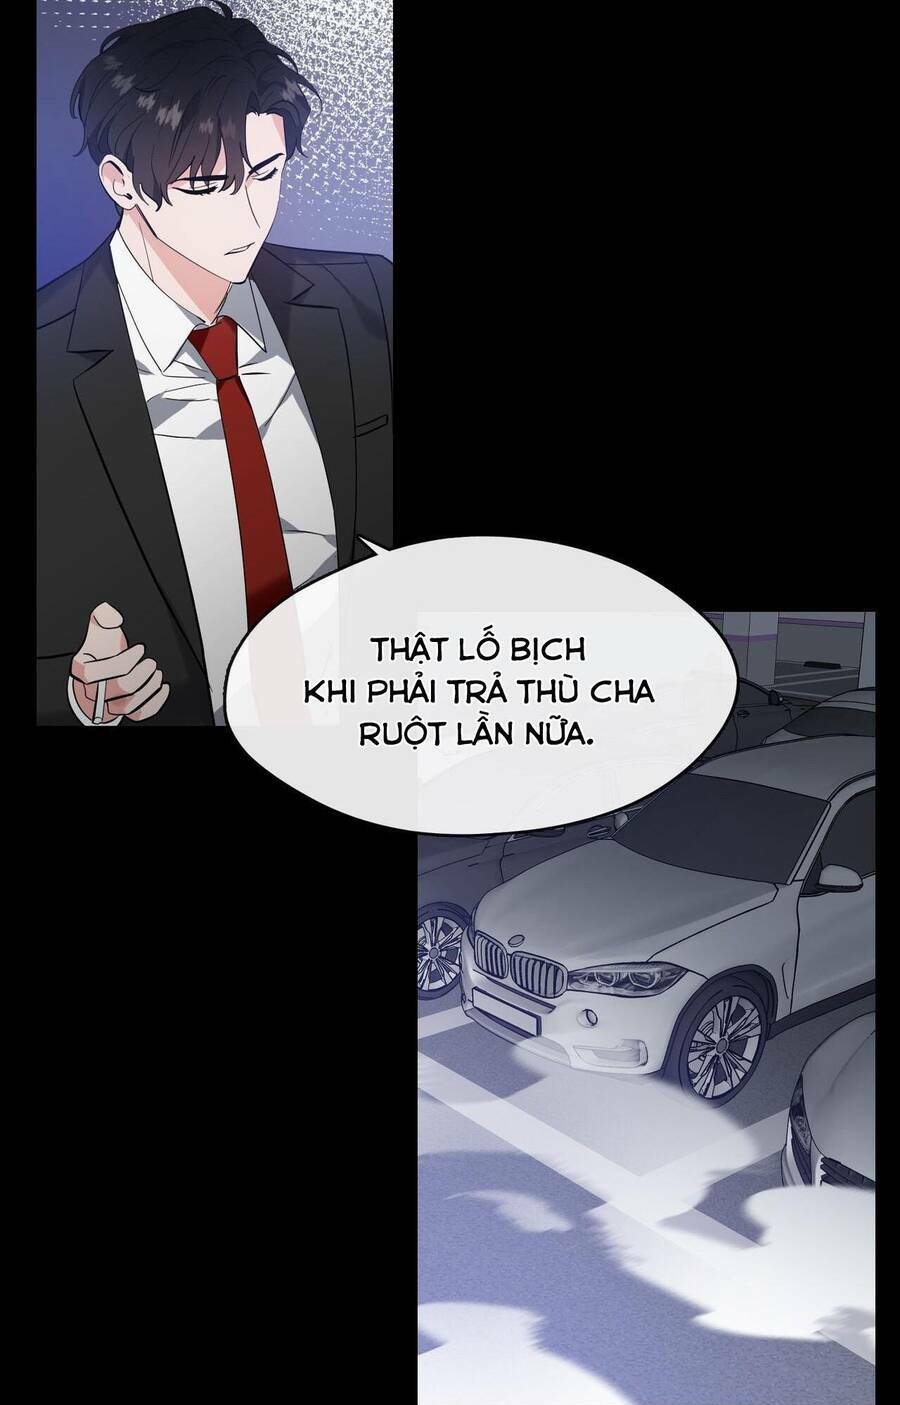 THẬT LỐ BỊCH
KHI PHẢI TRẢ THÙ CHA
RUỘT LẦN NỮA.